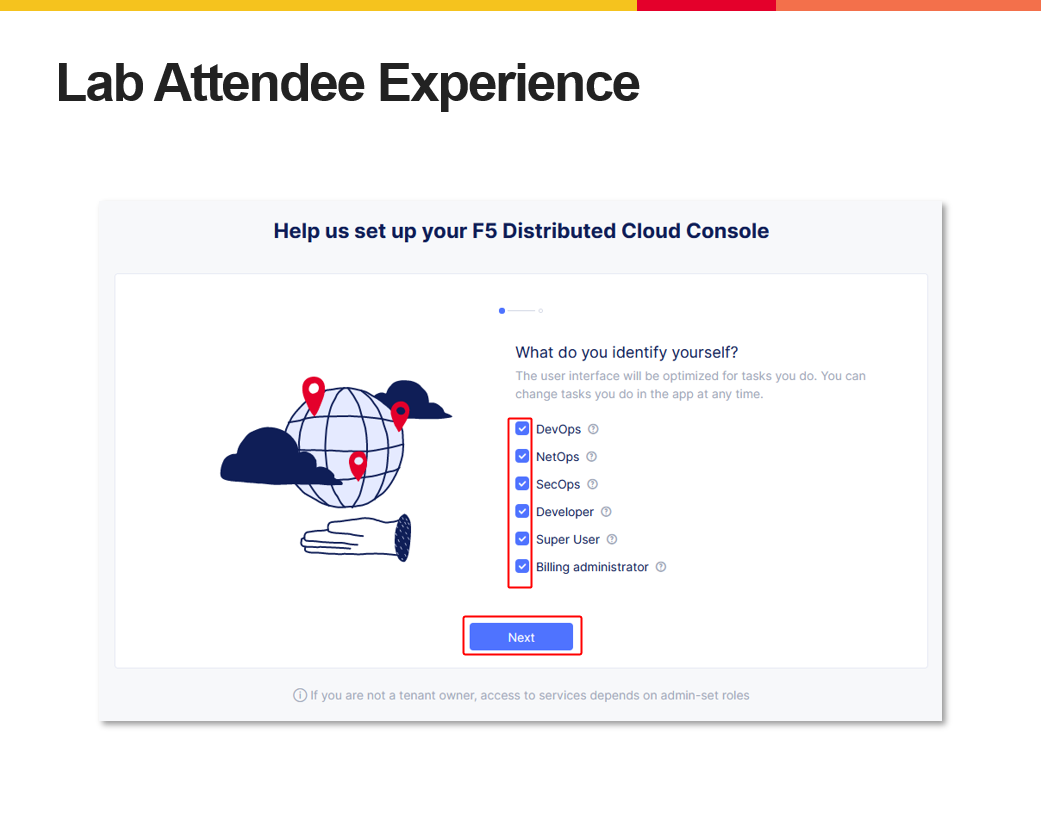 Lab Attendee Experience
Help us set up your F5 Distributed Cloud Console
What do you identify yourself?
The user interface will be optimized for tasks you do. You can
change tasks you do in the app at any time.
DevOps
NetOps
SecOps
Developer
Super User
Billing administrator
Next
If you are not a tenant owner, access to services depends on admin-set roles